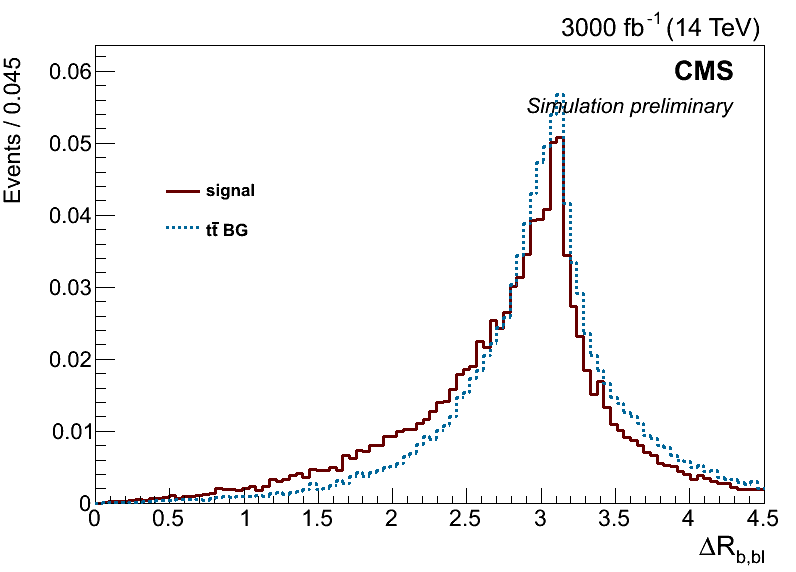 3000 fb⁻¹ (14 TeV)
CMS
Simulation preliminary
Events / 0.045
0.06
0.05
0.04
0.03
0.02
0.01
0
signal
tt̄ BG
0 0.5 1 1.5 2 2.5 3 3.5 4 4.5
ΔR_b,bl